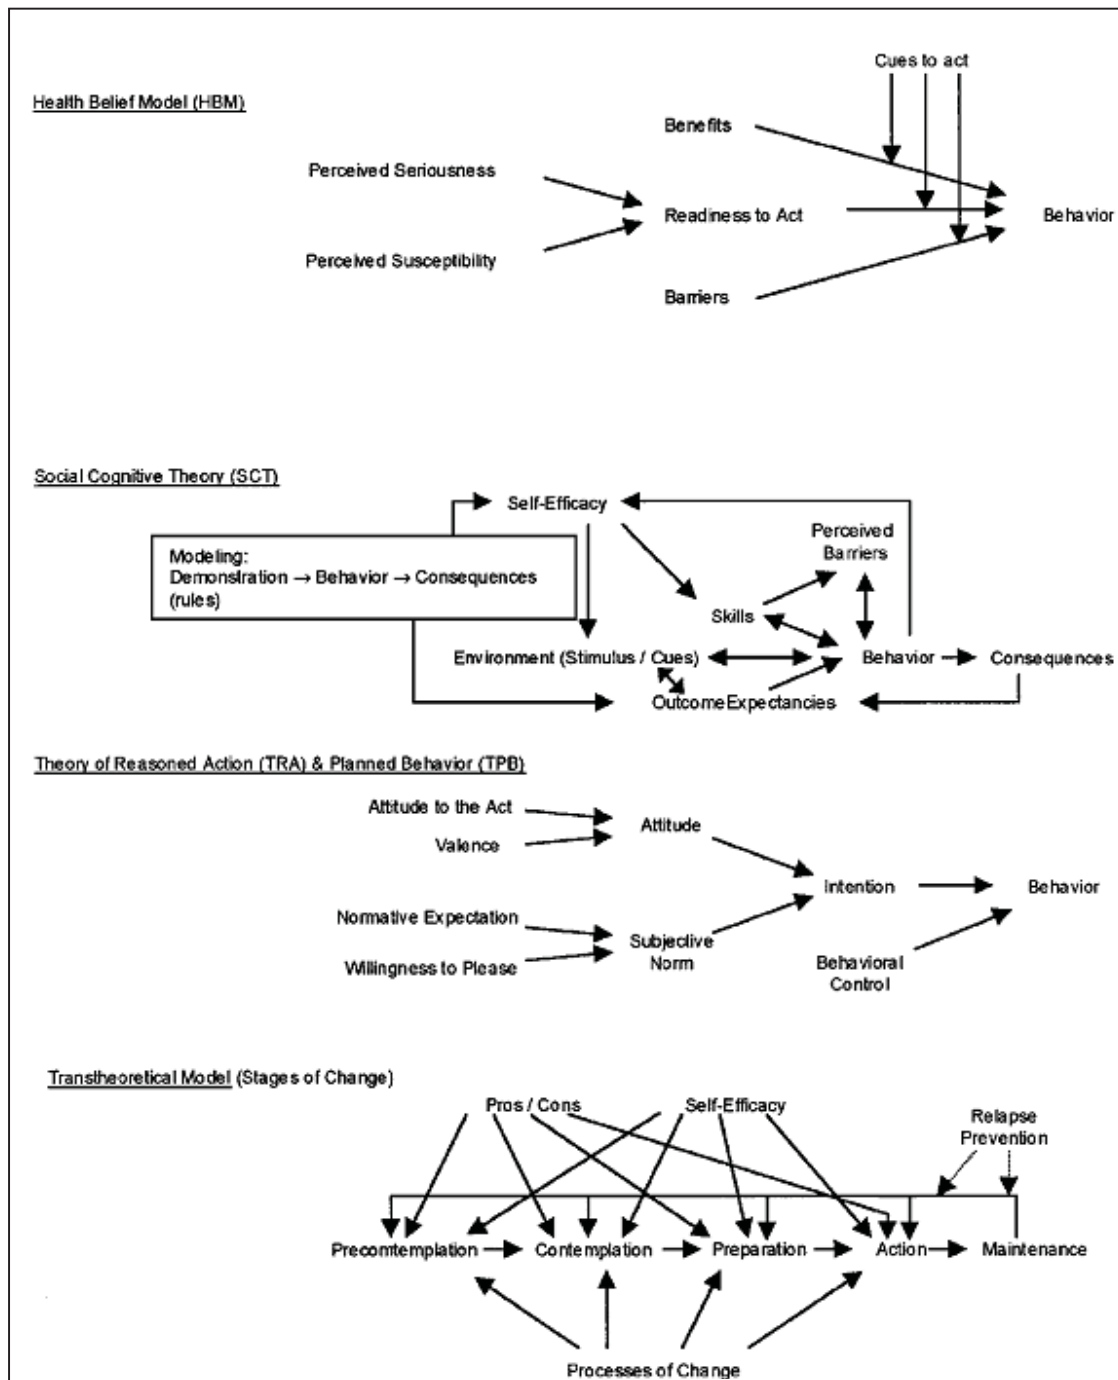 Health Belief Model (HBM)
Cues to act
Benefits
Perceived Seriousness
Readiness to Act
Behavior
Perceived Susceptibility
Barriers
Social Cognitive Theory (SCT)
Self-Efficacy
Perceived
Barriers
Modeling:
Demonstration → Behavior → Consequences
(rules)
Skills
Environment (Stimulus / Cues)
Behavior
Consequences
OutcomeExpectancies
Theory of Reasoned Action (TRA) & Planned Behavior (TPB)
Attitude to the Act
Attitude
Valence
Intention
Behavior
Normative Expectation
Subjective
Norm
Willingness to Please
Behavioral
Control
Transtheoretical Model (Stages of Change)
Pros / Cons
Self-Efficacy
Relapse
Prevention
Precomtemplation
Contemplation
Preparation
Action
Maintenance
Processes of Change